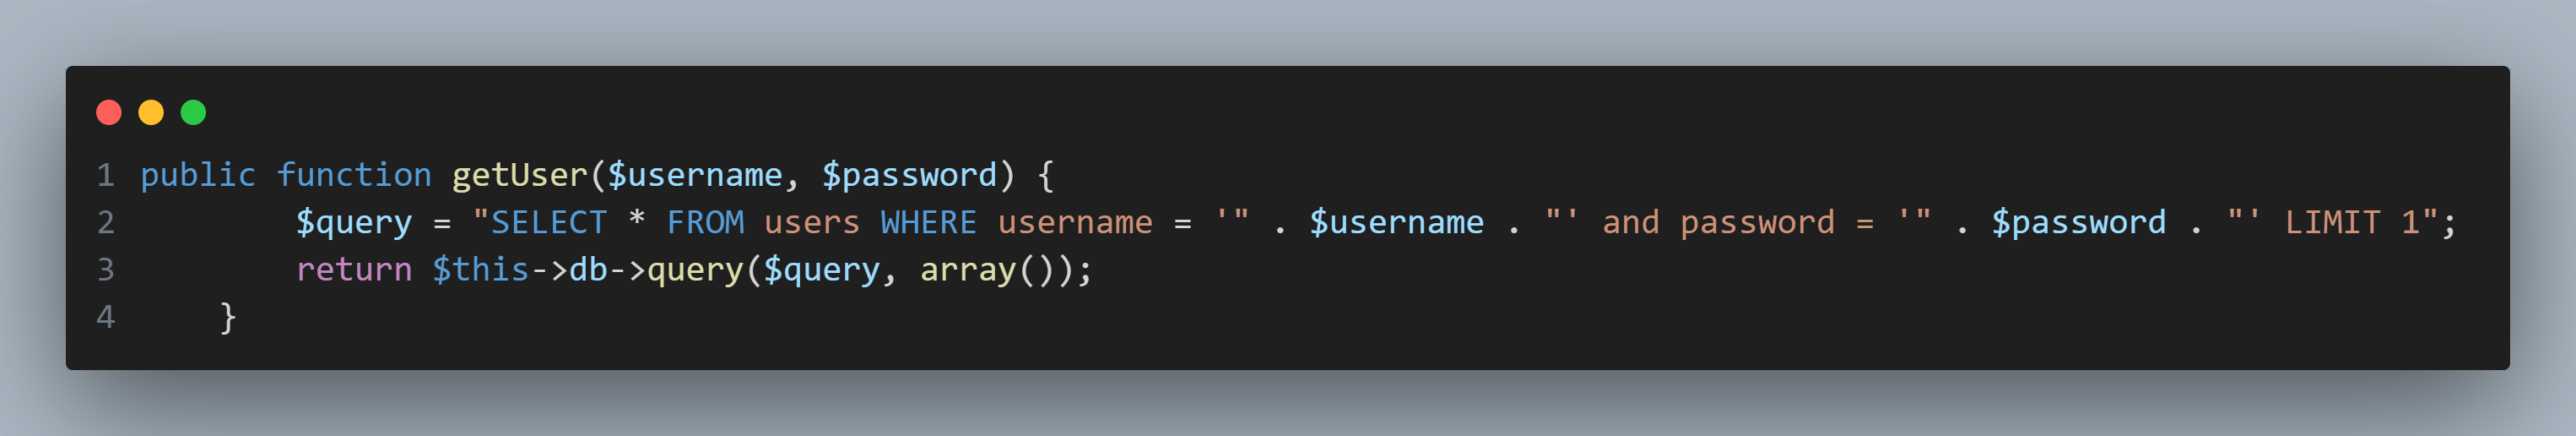 1 public function getUser($username, $password) {
2         $query = "SELECT * FROM users WHERE username = '" . $username . "' and password = '" . $password . "' LIMIT 1";
3         return $this->db->query($query, array());
4     }